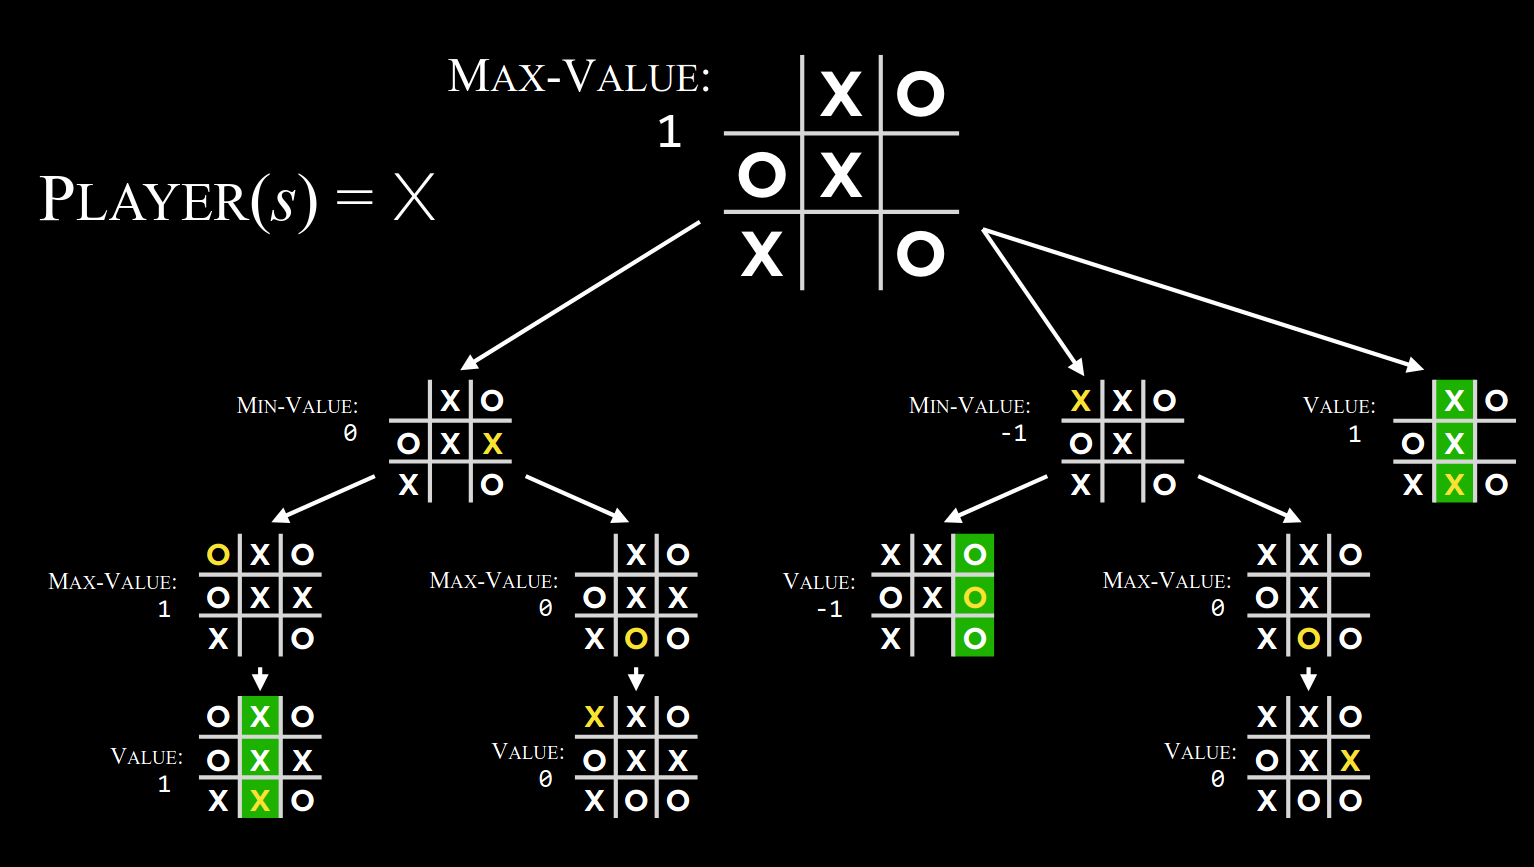 MAX-VALUE:
1
X O
O X
X O
PLAYER(s) = X
MIN-VALUE:
0
X O
O X X
X O
MIN-VALUE:
-1
X X O
O X
X O
VALUE:
1
X O
O X
X X O
MAX-VALUE:
1
O X O
O X X
X O
MAX-VALUE:
0
X O
O X X
X O O
VALUE:
-1
X X O
O X O
X O
MAX-VALUE:
0
X X O
O X
X O O
VALUE:
1
O X O
O X X
X X O
VALUE:
0
X X O
O X X
X O O
VALUE:
0
X X O
O X X
X O O